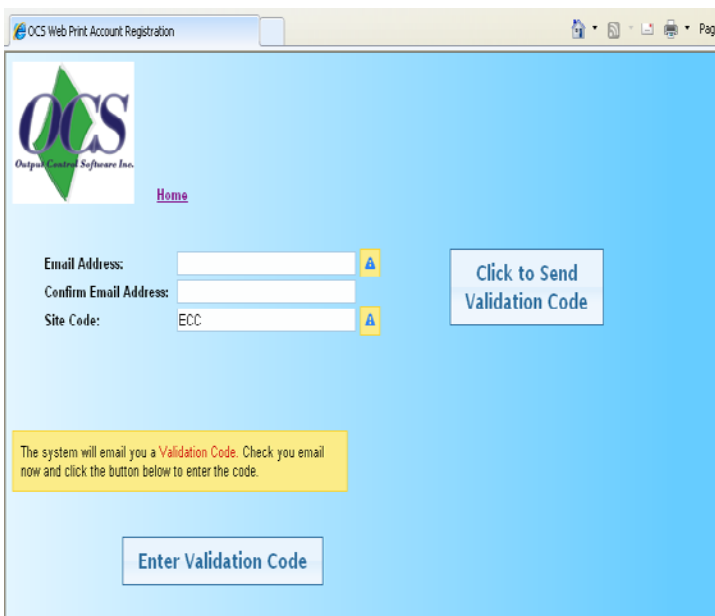 OCS Web Print Account Registration
Pag
OCS
Output Control Software Inc.
Home
Email Address:
Confirm Email Address:
Site Code: ECC
Click to Send
Validation Code
The system will email you a Validation Code. Check you email
now and click the button below to enter the code.
Enter Validation Code